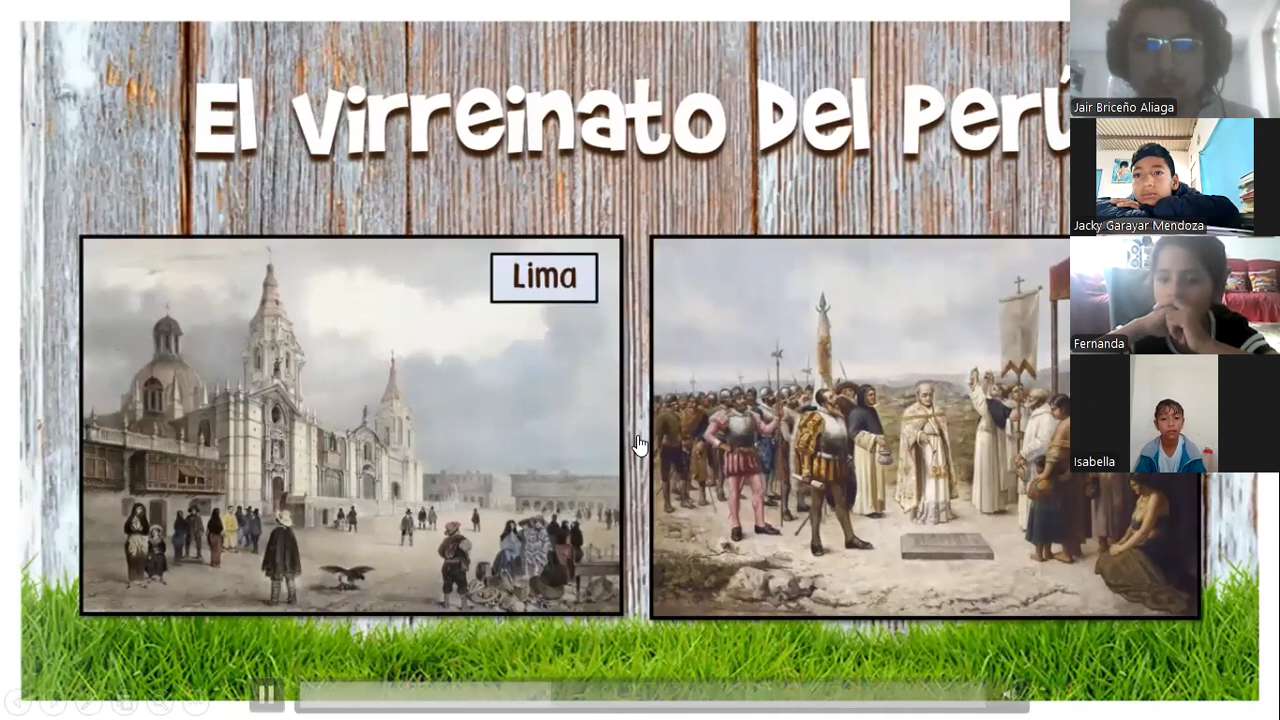 El Virreinato Del Perú
Lima
Jair Briceño Aliaga
Jacky Garayar Mendoza
Fernanda
Isabella